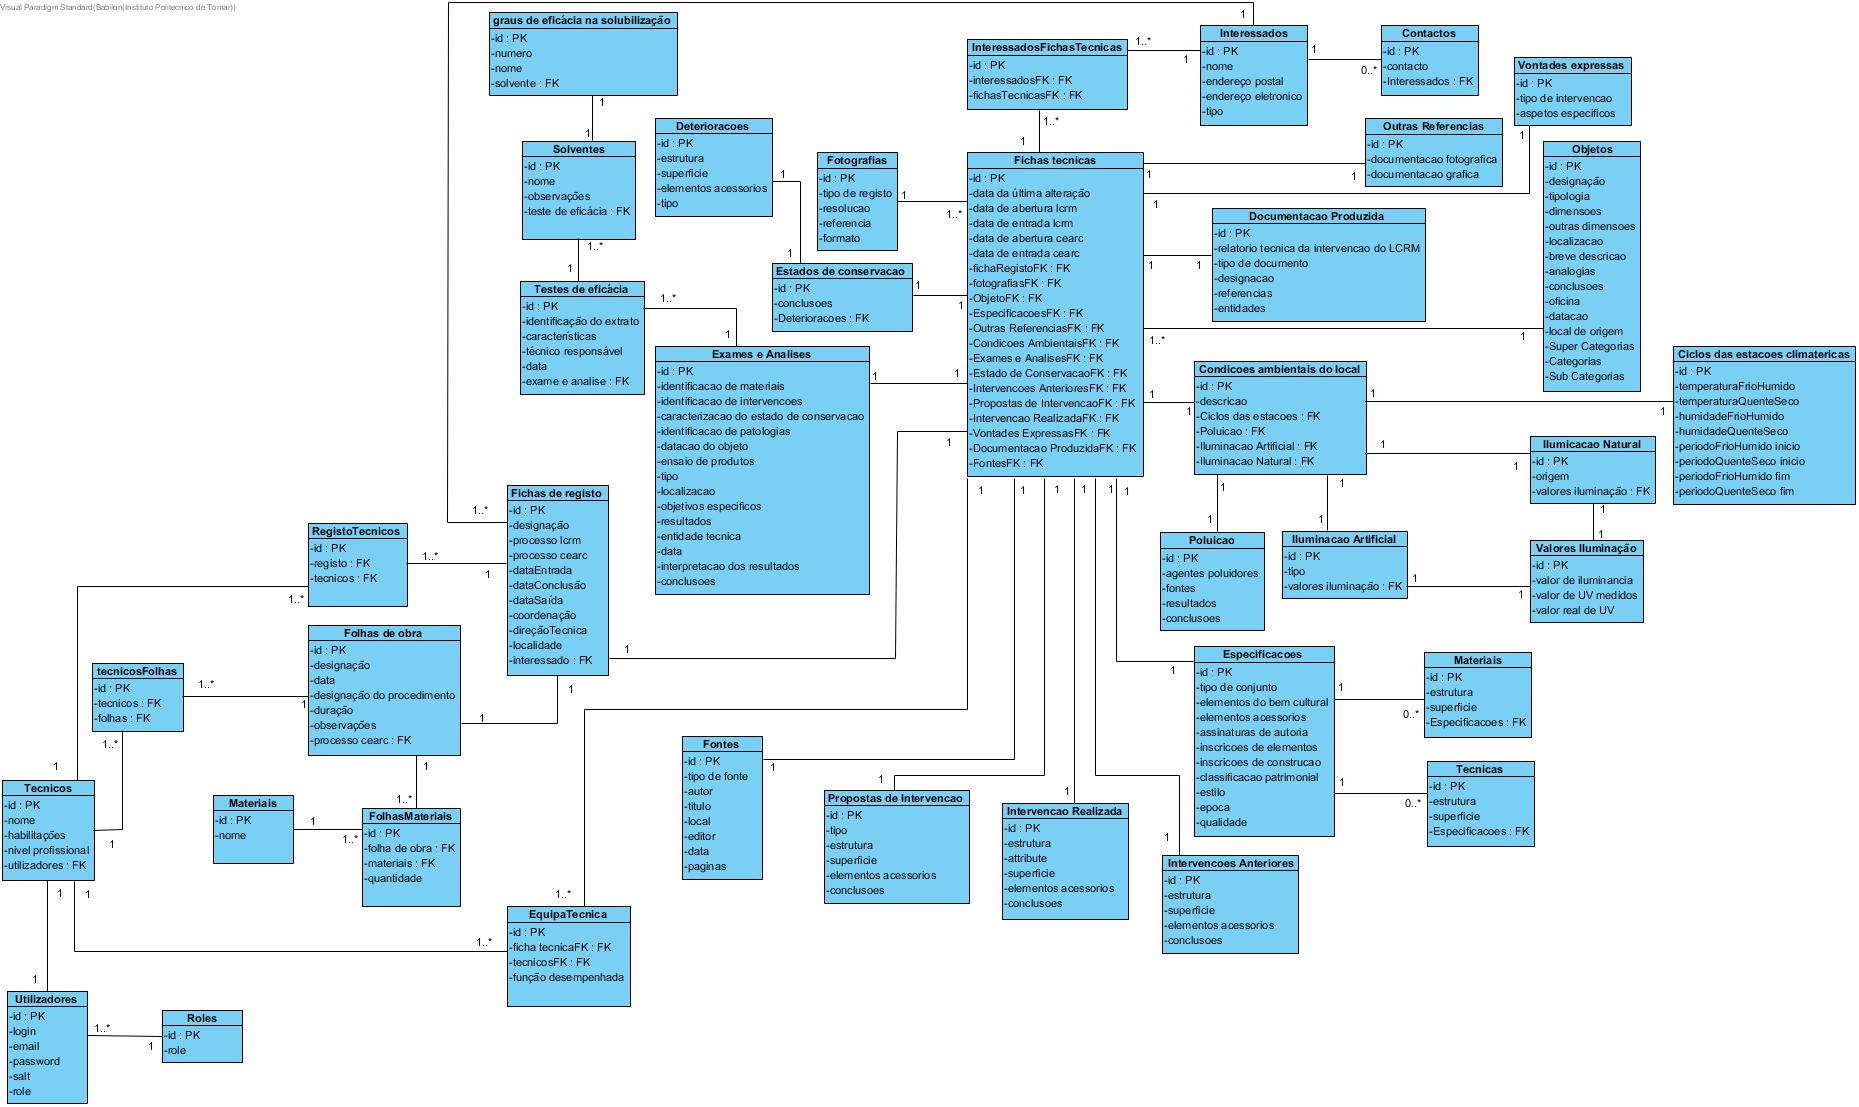 Visual Paradigm Standard(Babilon(Instituto Politecnico de Tomar))
graus de eficácia na solubilização
-id : PK
-numero
-nome
-solvente : FK
1
1
Solventes
-id : PK
-nome
-observações
-teste de eficácia : FK
1..*
1
Testes de eficácia
-id : PK
-identificação do extrato
-características
-técnico responsável
-data
-exame e analise : FK
1..*
1
Deterioracoes
-id : PK
-estrutura
-superficie
-elementos acessorios
-tipo
1
1
Fotografias
-id : PK
-tipo de registo
-resolucao
-referencia
-formato
1
1..*
Estados de conservacao
-id : PK
-conclusoes
-Deterioracoes : FK
1
1
Exames e Analises
-id : PK
-identificacao de materiais
-identificacao de intervencoes
-caracterizacao do estado de conservacao
-identificacao de patologias
-datacao do objeto
-ensaio de produtos
-tipo
-localizacao
-objetivos especificos
-resultados
-entidade tecnica
-data
-interpretacao dos resultados
-conclusoes
1
1
InteressadosFichasTecnicas
-id : PK
-interessadosFK : FK
-fichasTecnicasFK : FK
1..*
1
1..*
1
1
Interessados
-id : PK
-nome
-endereço postal
-endereço eletronico
-tipo
1
0..*
Contactos
-id : PK
-contacto
-Interessados : FK
Vontades expressas
-id : PK
-tipo de intervencao
-aspetos especificos
1
Outras Referencias
-id : PK
-documentacao fotografica
-documentacao grafica
1
1
1
Objetos
-id : PK
-designação
-tipologia
-dimensoes
-outras dimensoes
-localizacao
-breve descricao
-analogias
-conclusoes
-oficina
-datacao
-local de origem
-Super Categorias
-Categorias
-Sub Categorias
1
1..*
Fichas tecnicas
-id : PK
-data da última alteração
-data de abertura lcrm
-data de entrada lcrm
-data de abertura cearc
-data de entrada cearc
-fichaRegistoFK : FK
-fotografiasFK : FK
-ObjetoFK : FK
-EspecificacoesFK : FK
-Outras ReferenciasFK : FK
-Condicoes AmbientaisFK : FK
-Exames e AnalisesFK : FK
-Estado de ConservacaoFK : FK
-Intervencoes AnterioresFK : FK
-Propostas de IntervencaoFK : FK
-Intervencao RealizadaFK : FK
-Vontades ExpressasFK : FK
-Documentacao ProduzidaFK : FK
-FontesFK : FK
1
1
1
1
1
1
1
Documentacao Produzida
-id : PK
-relatorio tecnica da intervencao do LCRM
-tipo de documento
-designacao
-referencias
-entidades
1
1
Condicoes ambientais do local
-id : PK
-descricao
-Ciclos das estacoes : FK
-Poluicao : FK
-Iluminacao Artificial : FK
-Iluminacao Natural : FK
1
1
1
1
Ciclos das estacoes climatericas
-id : PK
-temperaturaFrioHumido
-temperaturaQuenteSeco
-humidadeFrioHumido
-humidadeQuenteSeco
-periodoFrioHumido inicio
-periodoQuenteSeco inicio
-periodoFrioHumido fim
-periodoQuenteSeco fim
1
1
Ilumicacao Natural
-id : PK
-origem
-valores iluminação : FK
1
1
Valores Iluminação
-id : PK
-valor de iluminancia
-valor de UV medidos
-valor real de UV
1
1
Poluicao
-id : PK
-agentes poluidores
-fontes
-resultados
-conclusoes
1
1
Iluminacao Artificial
-id : PK
-tipo
-valores iluminação : FK
1
1
Fichas de registo
-id : PK
-designação
-processo lcrm
-processo cearc
-dataEntrada
-dataConclusão
-dataSaída
-coordenação
-direçãoTecnica
-localidade
-interessado : FK
1..*
1
1
1
RegistoTecnicos
-id : PK
-registo : FK
-tecnicos : FK
1..*
1..*
Folhas de obra
-id : PK
-designação
-data
-designação do procedimento
-duração
-observações
-processo cearc : FK
1
1
1
tecnicosFolhas
-id : PK
-tecnicos : FK
-folhas : FK
1..*
1..*
Tecnicos
-id : PK
-nome
-habilitações
-nivel profissional
-utilizadores : FK
1
1
1
1
Materiais
-id : PK
-nome
1
1..*
FolhasMateriais
-id : PK
-folha de obra : FK
-materiais : FK
-quantidade
1..*
EquipaTecnica
-id : PK
-ficha tecnicaFK : FK
-tecnicosFK : FK
-função desempenhada
1..*
1..*
Utilizadores
-id : PK
-login
-email
-password
-salt
-role
1
1..*
1
Roles
-id : PK
-role
Fontes
-id : PK
-tipo de fonte
-autor
-titulo
-local
-editor
-data
-paginas
1
Propostas de Intervencao
-id : PK
-tipo
-estrutura
-superficie
-elementos acessorios
-conclusoes
1
Intervencao Realizada
-id : PK
-estrutura
-attribute
-superficie
-elementos acessorios
-conclusoes
1
Intervencoes Anteriores
-id : PK
-estrutura
-superficie
-elementos acessorios
-conclusoes
1
Especificacoes
-id : PK
-tipo de conjunto
-elementos do bem cultural
-elementos acessorios
-assinaturas de autoria
-inscricoes de elementos
-inscricoes de construcao
-classificacao patrimonial
-estilo
-epoca
-qualidade
1
1
0..*
1
0..*
Materiais
-id : PK
-estrutura
-superficie
-Especificacoes : FK
Tecnicas
-id : PK
-estrutura
-superficie
-Especificacoes : FK